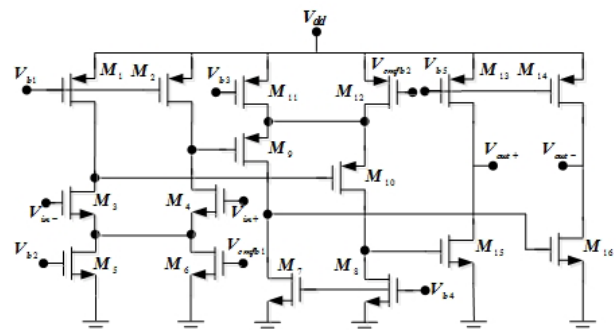 Vdd
Vb1
M1
M2
Vb3
M11
M12
Vcmfb2
Vb5
M13
M14
M9
M10
Vout+
Vout-
Vin-
M3
M4
Vin+
Vb2
M5
M6
Vcmfb1
M7
M8
Vb4
M15
M16